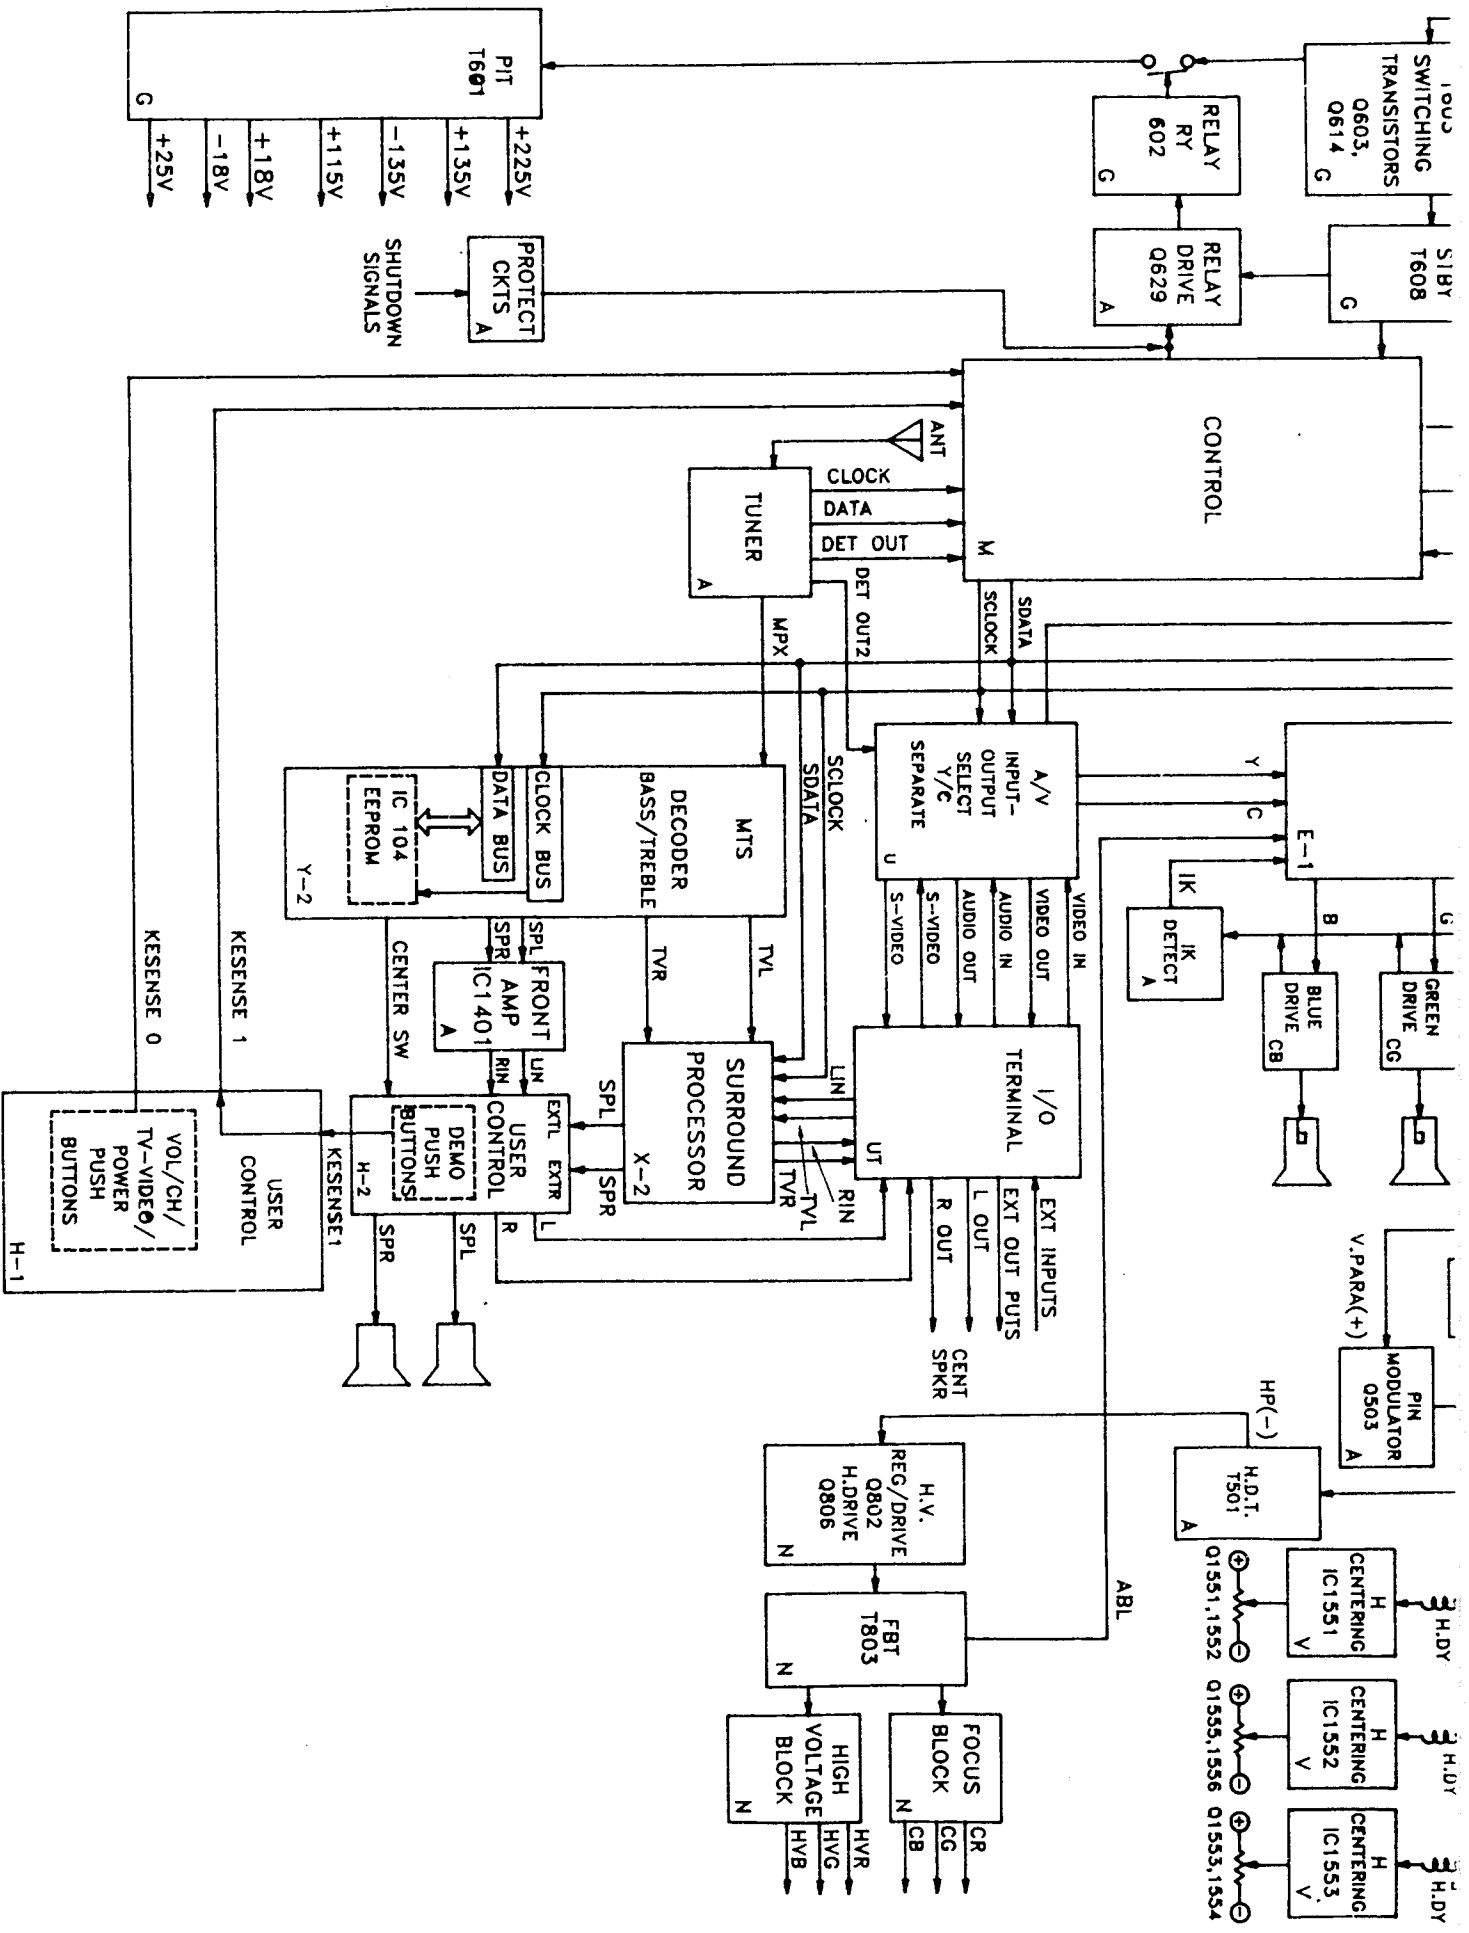 SWITCHING
TRANSISTORS
Q603,
Q614
G
STBY
T608
G
RELAY
RY
602
G
RELAY
DRIVE
Q629
A
PIT
T601
G
+225V
+135V
-135V
+115V
+18V
-18V
+25V
PROTECT
CKTS
A
SHUTDOWN
SIGNALS
CONTROL
M
ANT
TUNER
A
CLOCK
DATA
DET OUT
DET OUT2
MPX
SCLOCK
SDATA
A/V
INPUT-
OUTPUT
SELECT
Y/C
SEPARATE
U
Y
C
E-1
IK
IK
DETECT
A
B
G
BLUE
DRIVE
CB
GREEN
DRIVE
CG
VIDEO IN
VIDEO OUT
AUDIO IN
AUDIO OUT
S-VIDEO
S-VIDEO
SCLOCK
SDATA
MTS
DECODER
BASS/TREBLE
CLOCK BUS
DATA BUS
IC 104
EEPROM
Y-2
TVL
TVR
SPL
SPR
CENTER SW
FRONT
AMP
IC1401
A
LIN
RIN
I/O
TERMINAL
UT
LIN
RIN
TVL
TVR
SURROUND
PROCESSOR
X-2
SPL
SPR
EXTL
EXTR
USER
CONTROL
DEMO
PUSH
BUTTONS
H-2
L
R
SPL
SPR
KESENSE 0
KESENSE 1
KESENSE1
USER
CONTROL
VOL/CH/
TV-VIDEO/
POWER
PUSH
BUTTONS
H-1
EXT INPUTS
EXT OUT PUTS
L OUT
R OUT
CENT
SPKR
V.PARA(+)
PIN
MODULATOR
Q503
A
HP(-)
H.D.T.
T501
A
H.V.
REG/DRIVE
Q802
H.DRIVE
Q806
N
FBT
T803
N
ABL
FOCUS
BLOCK
N
CR
CG
CB
HIGH
VOLTAGE
BLOCK
N
HVR
HVG
HVB
H.DY
H
CENTERING
IC1551
V
Q1551,1552
H.DY
H
CENTERING
IC1552
V
Q1555,1556
H.DY
H
CENTERING
IC1553
V
Q1553,1554